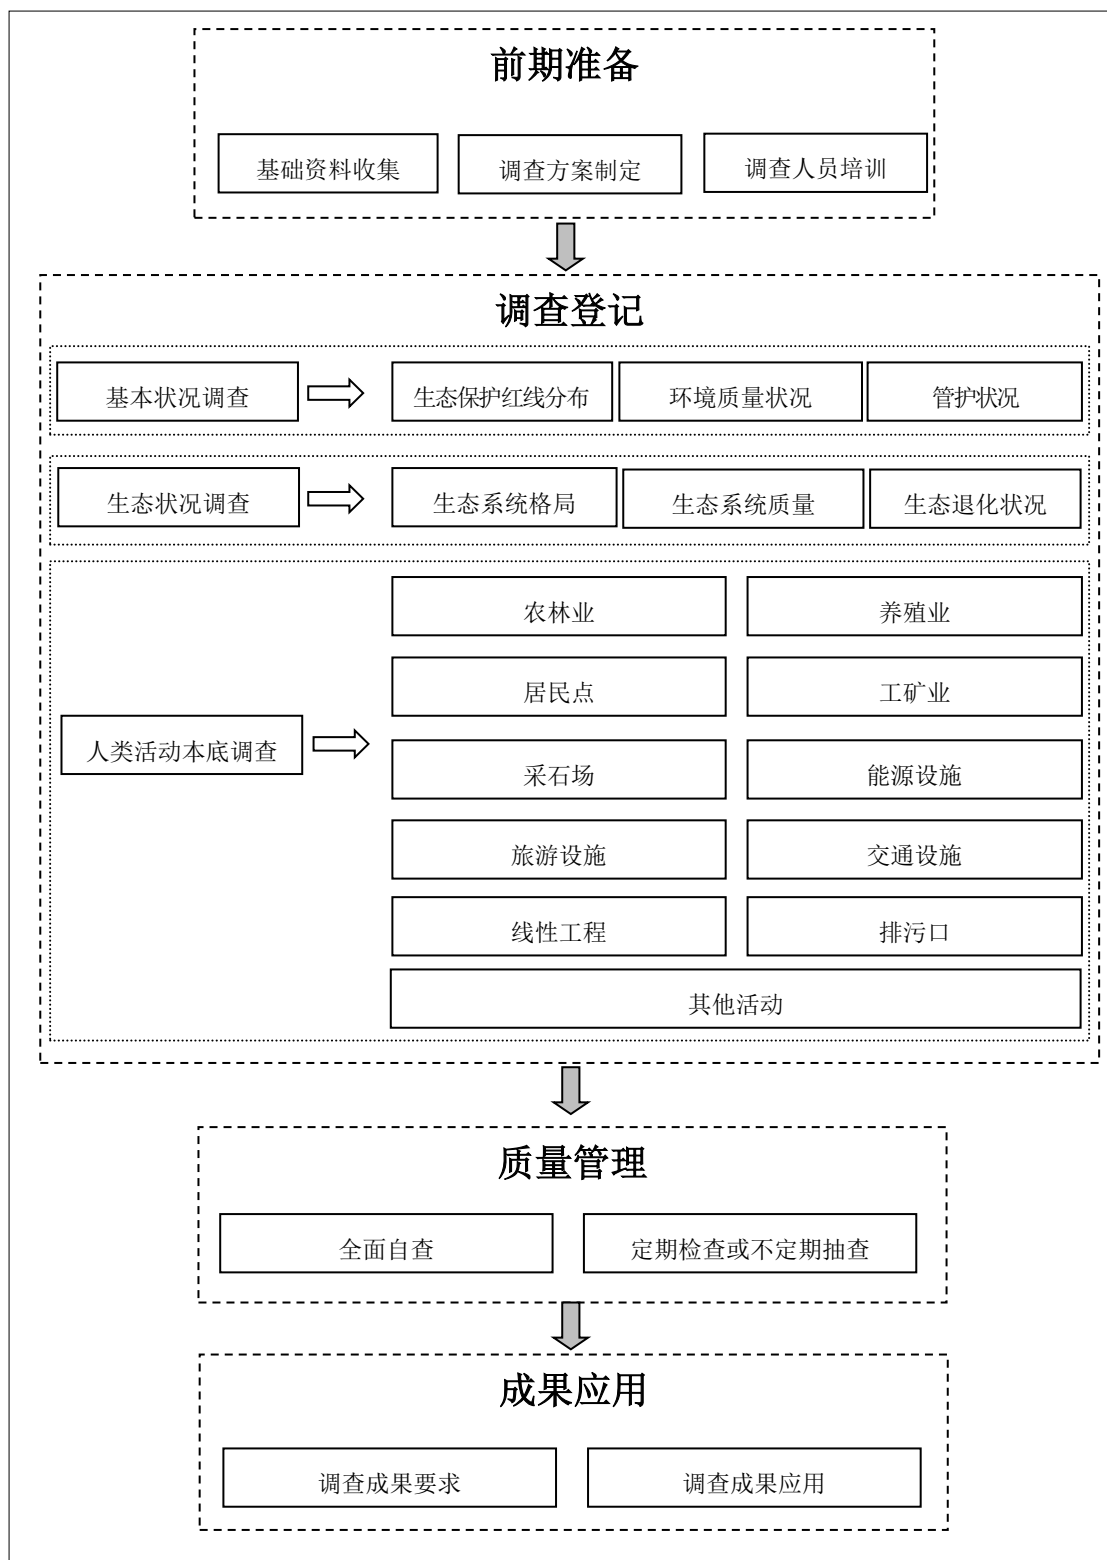 前期准备
基础资料收集 调查方案制定 调查人员培训
调查登记
基本状况调查 生态保护红线分布 环境质量状况 管护状况
生态状况调查 生态系统格局 生态系统质量 生态退化状况
农林业 养殖业
居民点 工矿业
人类活动本底调查
采石场 能源设施
旅游设施 交通设施
线性工程 排污口
其他活动
质量管理
全面自查 定期检查或不定期抽查
成果应用
调查成果要求 调查成果应用